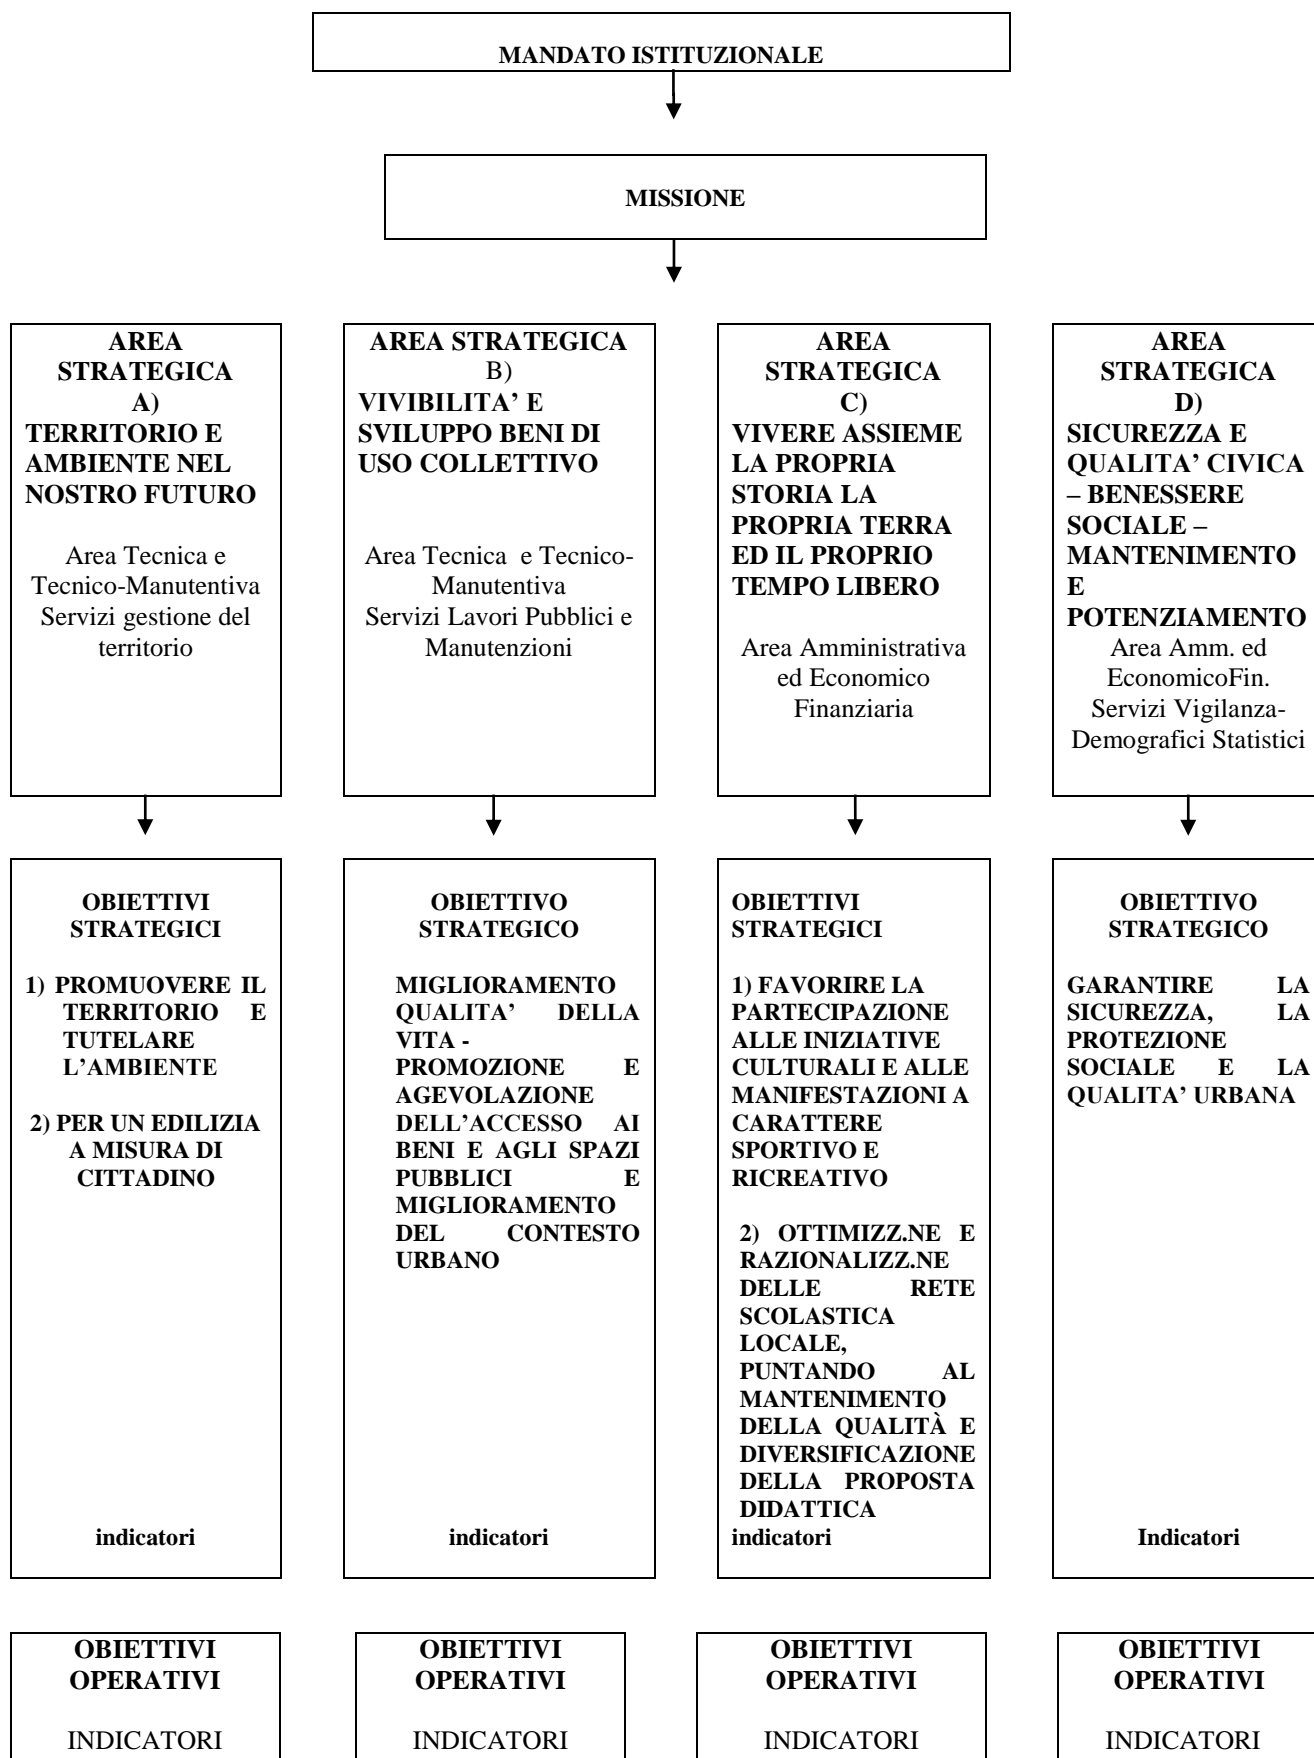 MANDATO ISTITUZIONALE
MISSIONE
AREA
STRATEGICA
A)
TERRITORIO E
AMBIENTE NEL
NOSTRO FUTURO
Area Tecnica e
Tecnico-Manutentiva
Servizi gestione del
territorio
AREA STRATEGICA
B)
VIVIBILITA’ E
SVILUPPO BENI DI
USO COLLETTIVO
Area Tecnica e Tecnico-
Manutentiva
Servizi Lavori Pubblici e
Manutenzioni
AREA
STRATEGICA
C)
VIVERE ASSIEME
LA PROPRIA
STORIA LA
PROPRIA TERRA
ED IL PROPRIO
TEMPO LIBERO
Area Amministrativa
ed Economico
Finanziaria
AREA
STRATEGICA
D)
SICUREZZA E
QUALITA’ CIVICA
– BENESSERE
SOCIALE –
MANTENIMENTO
E
POTENZIAMENTO
Area Amm. ed
EconomicoFin.
Servizi Vigilanza-
Demografici Statistici
OBIETTIVI
STRATEGICI
1) PROMUOVERE IL
TERRITORIO E
TUTELARE
L’AMBIENTE
2) PER UN EDILIZIA
A MISURA DI
CITTADINO
indicatori
OBIETTIVO
STRATEGICO
MIGLIORAMENTO
QUALITA’ DELLA
VITA -
PROMOZIONE E
AGEVOLAZIONE
DELL’ACCESSO AI
BENI E AGLI SPAZI
PUBBLICI E
MIGLIORAMENTO
DEL CONTESTO
URBANO
indicatori
OBIETTIVI
STRATEGICI
1) FAVORIRE LA
PARTECIPAZIONE
ALLE INIZIATIVE
CULTURALI E ALLE
MANIFESTAZIONI A
CARATTERE
SPORTIVO E
RICREATIVO
2) OTTIMIZZ.NE E
RAZIONALIZZ.NE
DELLE RETE
SCOLASTICA
LOCALE,
PUNTANDO AL
MANTENIMENTO
DELLA QUALITÀ E
DIVERSIFICAZIONE
DELLA PROPOSTA
DIDATTICA
indicatori
OBIETTIVO
STRATEGICO
GARANTIRE LA
SICUREZZA, LA
PROTEZIONE
SOCIALE E LA
QUALITA’ URBANA
Indicatori
OBIETTIVI
OPERATIVI
INDICATORI
OBIETTIVI
OPERATIVI
INDICATORI
OBIETTIVI
OPERATIVI
INDICATORI
OBIETTIVI
OPERATIVI
INDICATORI